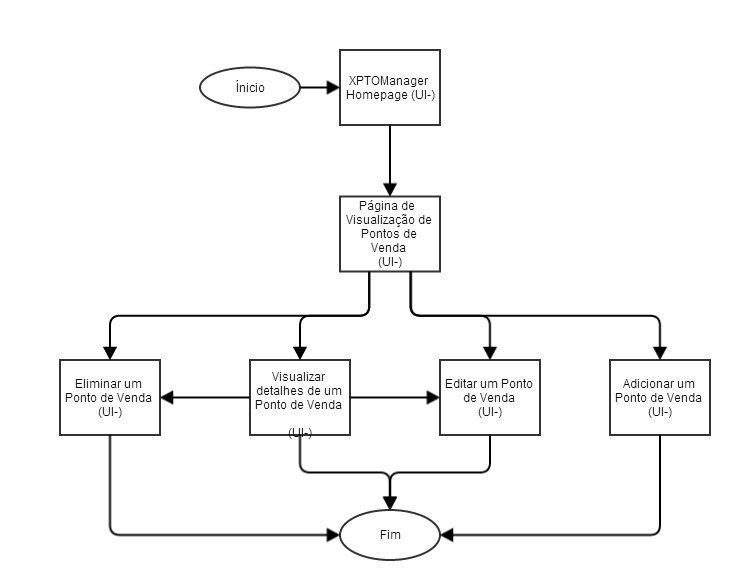 Ínicio
XPTOManager
Homepage (UI-)
Página de
Visualização de
Pontos de
Venda
(UI-)
Eliminar um
Ponto de Venda
(UI-)
Visualizar
detalhes de um
Ponto de Venda
(UI-)
Editar um Ponto
de Venda
(UI-)
Adicionar um
Ponto de Venda
(UI-)
Fim